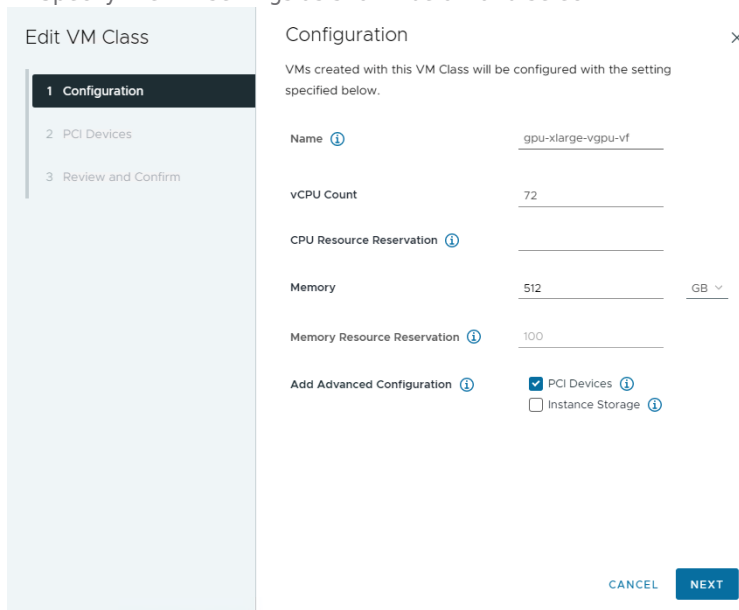 Edit VM Class
1 Configuration
2 PCI Devices
3 Review and Confirm
Configuration
VMs created with this VM Class will be configured with the setting
specified below.
Name
gpu-xlarge-vgpu-vf
vCPU Count
72
CPU Resource Reservation
Memory
512
GB
Memory Resource Reservation
100
Add Advanced Configuration
PCI Devices
Instance Storage
CANCEL
NEXT